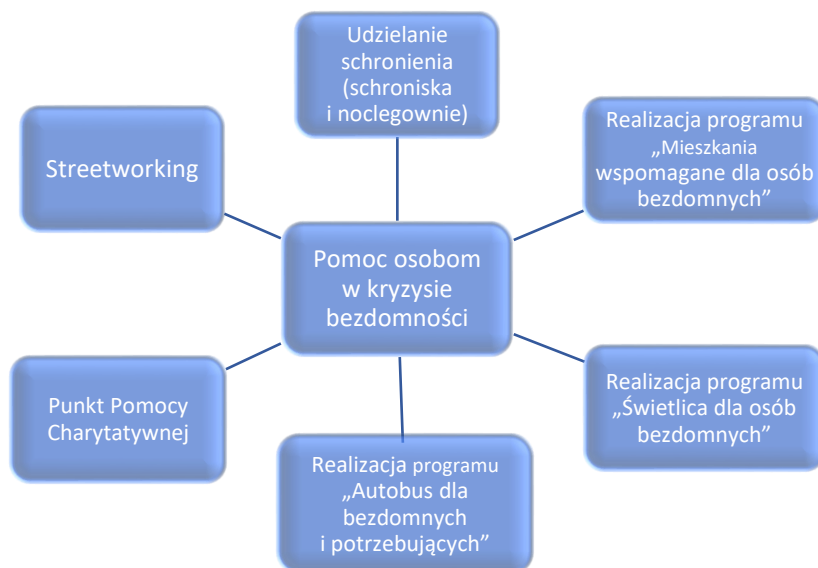 Udzielanie
schronienia
(schroniska
i noclegownie)
Streetworking
Realizacja programu
„Mieszkania
wspomagane dla osób
bezdomnych”
Pomoc osobom
w kryzysie
bezdomności
Punkt Pomocy
Charytatywnej
Realizacja programu
„Świetlica dla osób
bezdomnych”
Realizacja programu
„Autobus dla
bezdomnych
i potrzebujących”